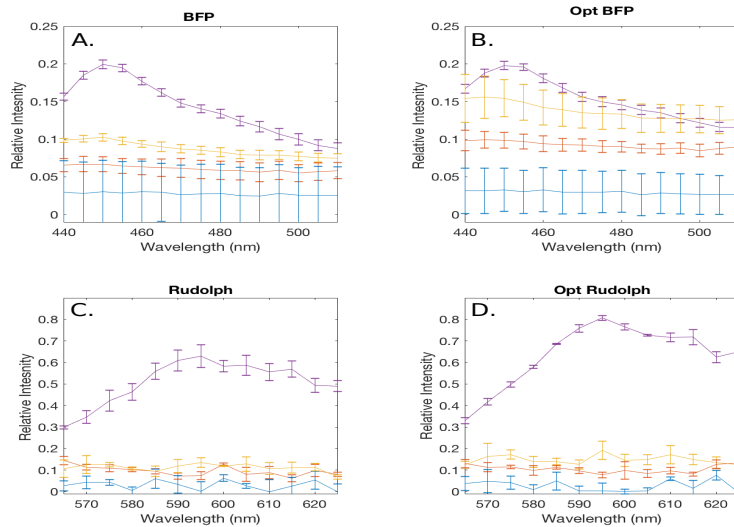 BFP
A.
Relative Intesnity
0.25
0.2
0.15
0.1
0.05
0
440 460 480 500
Wavelength (nm)
Opt BFP
B.
Relative Intesnity
0.25
0.2
0.15
0.1
0.05
0
440 460 480 500
Wavelength (nm)
Rudolph
C.
Relative Intensity
0.8
0.7
0.6
0.5
0.4
0.3
0.2
0.1
0
570 580 590 600 610 620
Wavelength (nm)
Opt Rudolph
D.
Relative Intensity
0.8
0.7
0.6
0.5
0.4
0.3
0.2
0.1
0
570 580 590 600 610 620
Wavelength (nm)